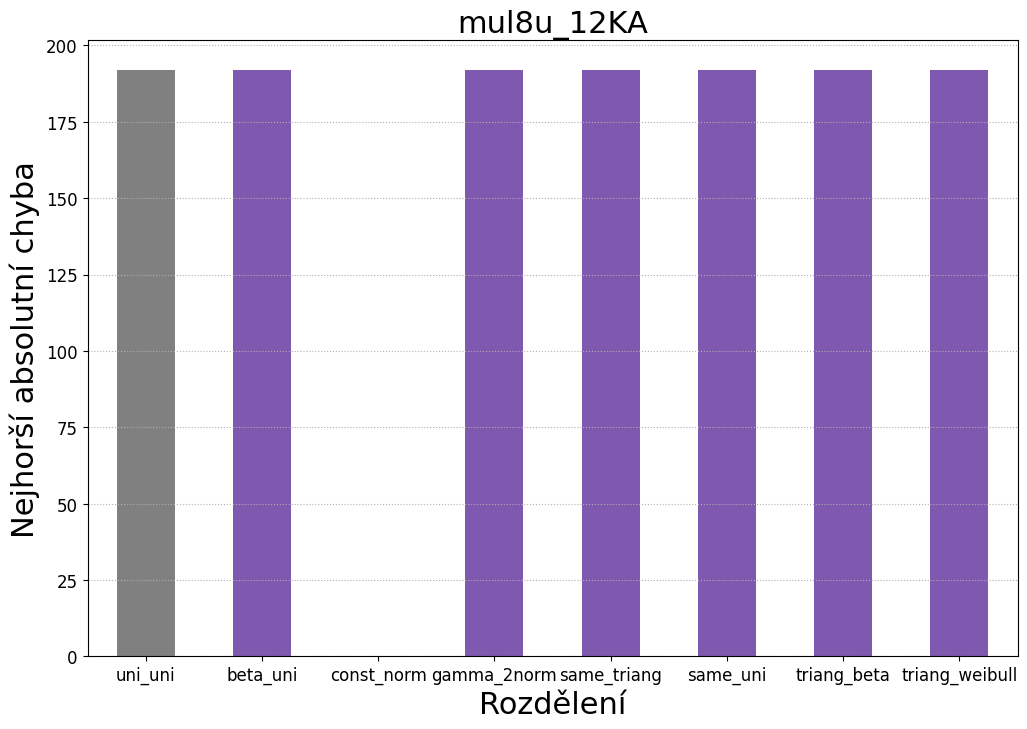 mul8u_12KA
Nejhorší absolutní chyba
200
175
150
125
100
75
50
25
0
uni_uni beta_uni const_norm gamma_2norm same_triang same_uni triang_beta triang_weibull
Rozdělení